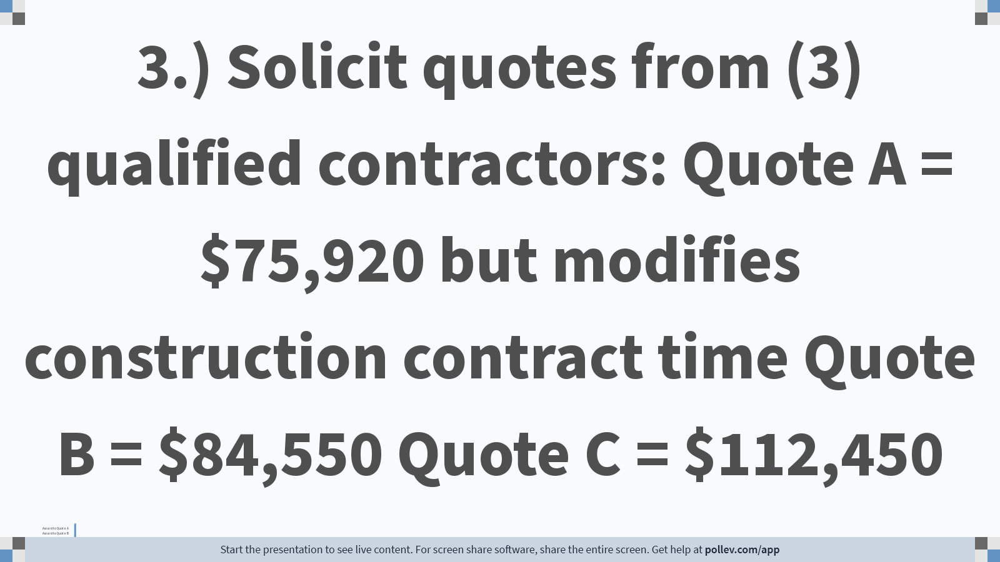 3.) Solicit quotes from (3)
qualified contractors: Quote A =
$75,920 but modifies
construction contract time Quote
B = $84,550 Quote C = $112,450
Award to Quote A
Award to Quote B
Start the presentation to see live content. For screen share software, share the entire screen. Get help at pollev.com/app